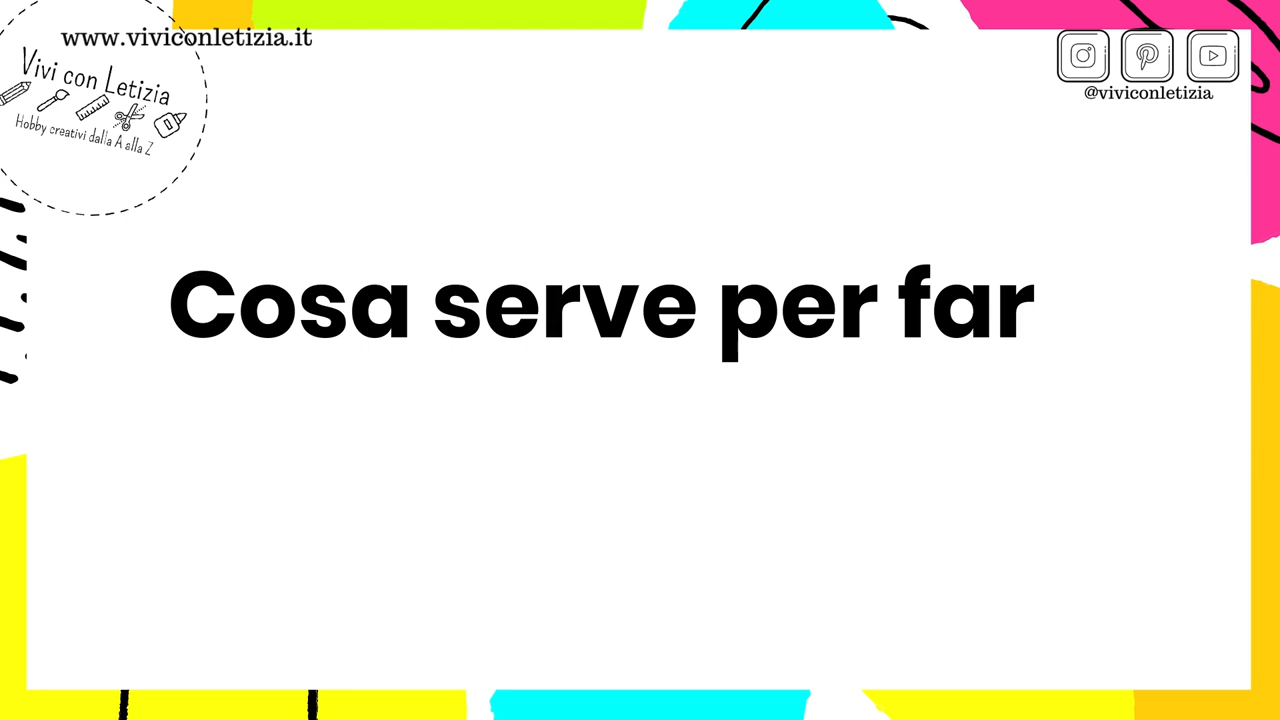 www.viviconletizia.it
Vivi con Letizia
Hobby creativi dalla A alla Z
@viviconletizia
Cosa serve per far